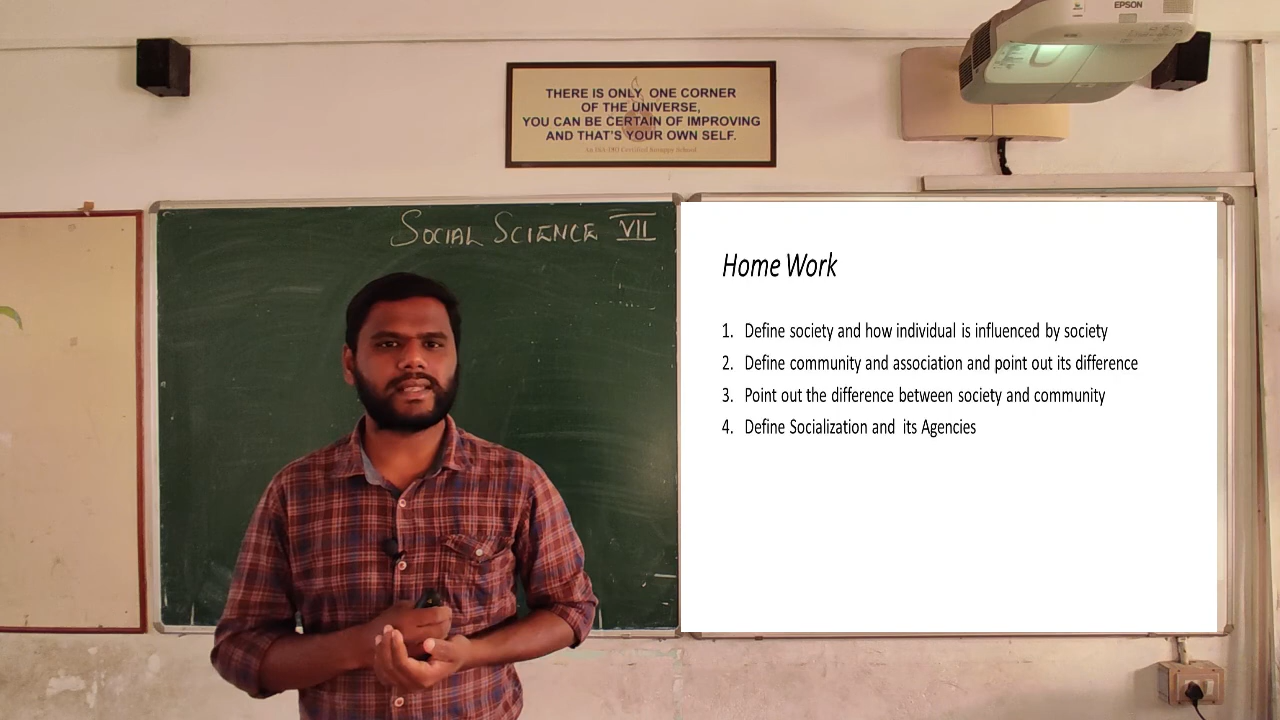 EPSON
THERE IS ONLY ONE CORNER
OF THE UNIVERSE,
YOU CAN BE CERTAIN OF IMPROVING
AND THAT'S YOUR OWN SELF.
SOCIAL SCIENCE VII
Home Work
1. Define society and how individual is influenced by society
2. Define community and association and point out its difference
3. Point out the difference between society and community
4. Define Socialization and its Agencies